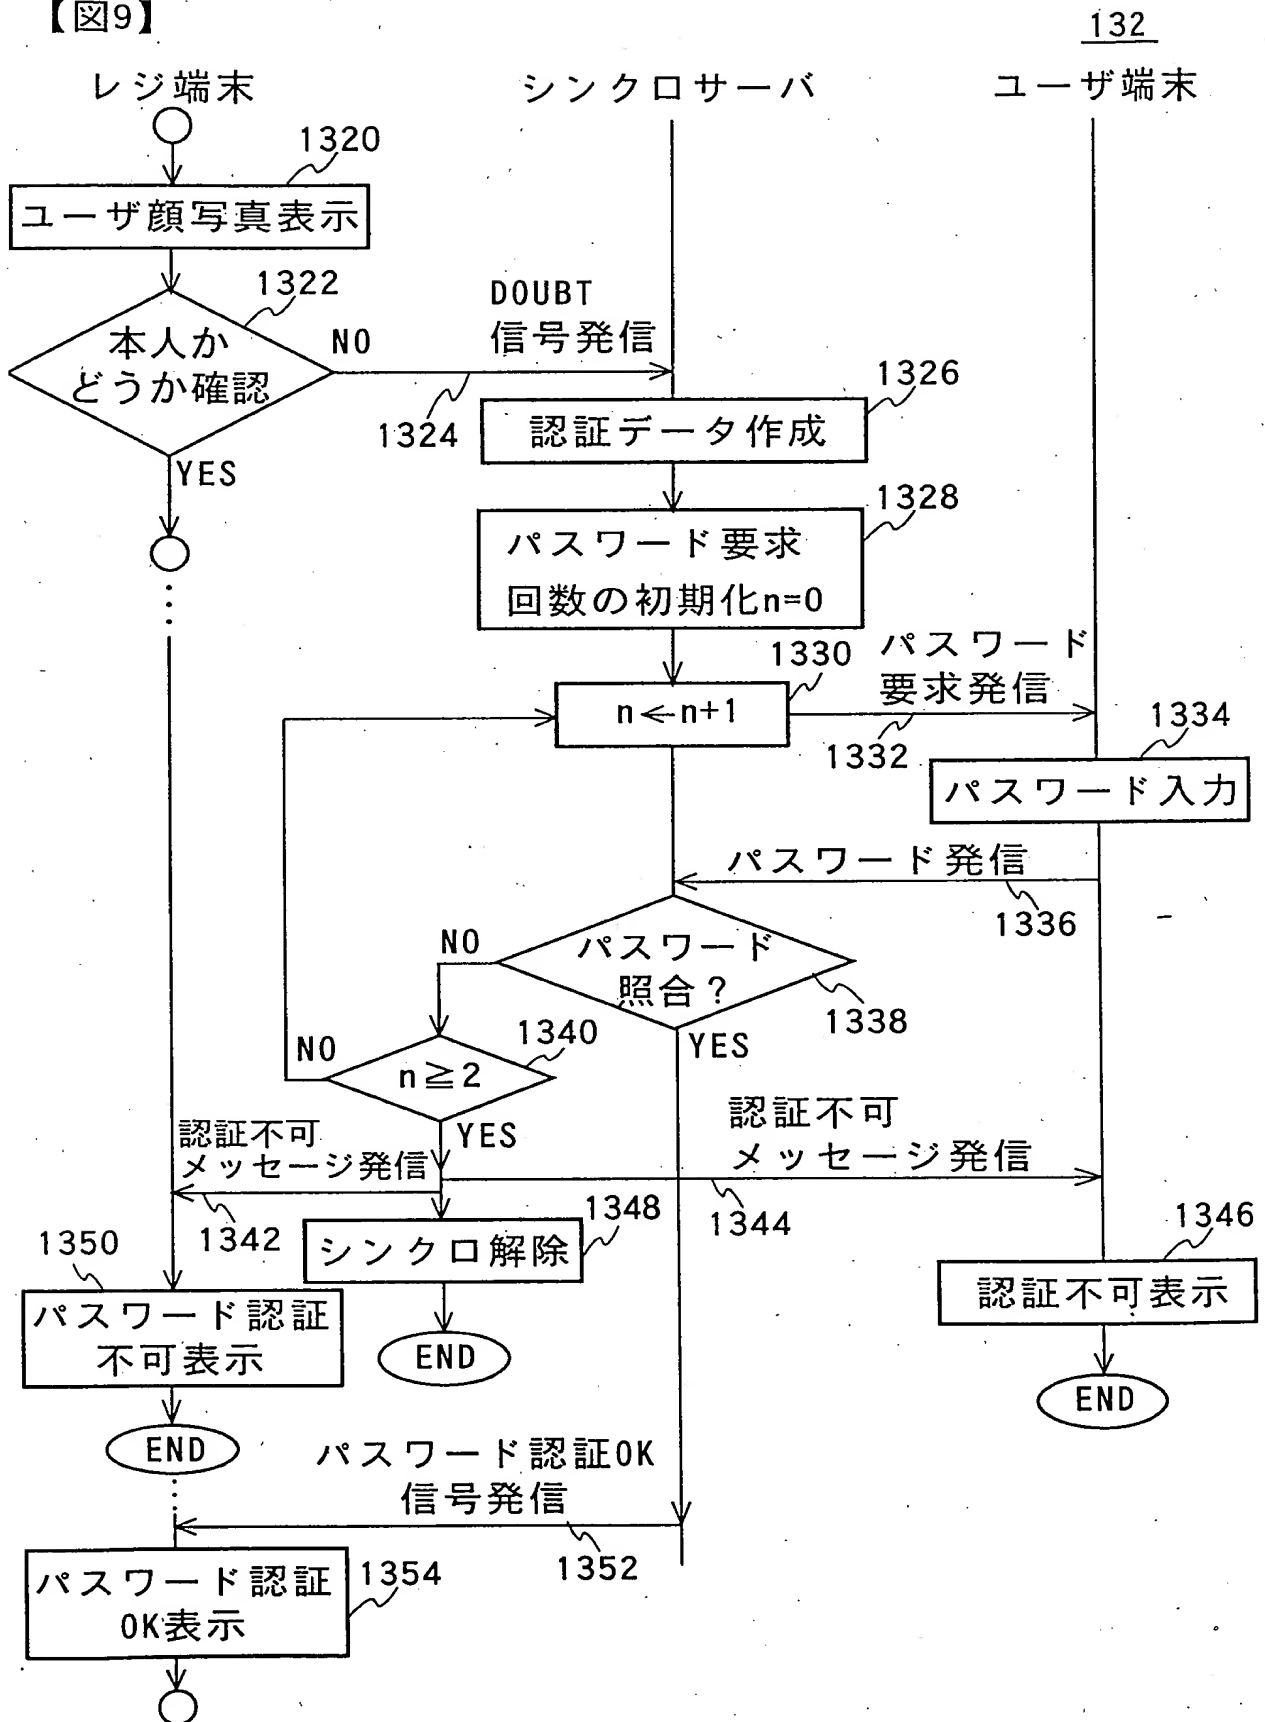 【図9】
132
レジ端末
シンクロサーバ
ユーザ端末
1320
ユーザ顔写真表示
1322
本人か
どうか確認
NO
DOUBT
信号発信
1324
YES
1326
認証データ作成
1328
パスワード要求
回数の初期化n=0
1330
n←n+1
パスワード
要求発信
1332
1334
パスワード入力
パスワード発信
1336
パスワード
照合？
NO
1338
YES
1340
n≧2
NO
YES
認証不可
メッセージ発信
1342
認証不可
メッセージ発信
1344
1348
シンクロ解除
END
1346
認証不可表示
END
1350
パスワード認証
不可表示
END
パスワード認証OK
信号発信
1352
パスワード認証
OK表示
1354